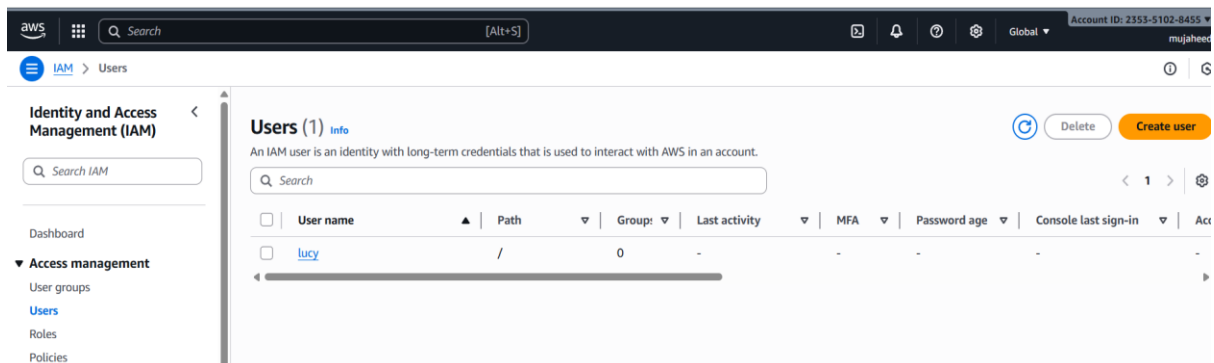 aws Search [Alt+S] Global ▼ Account ID: 2353-5102-8455 ▼
mujaheed
IAM > Users
Identity and Access
Management (IAM)
Search IAM
Dashboard
▼ Access management
User groups
Users
Roles
Policies
Users (1) Info
Delete
Create user
An IAM user is an identity with long-term credentials that is used to interact with AWS in an account.
Search
< 1 >
User name ▲ Path ▽ Group: ▽ Last activity ▽ MFA ▽ Password age ▽ Console last sign-in ▽ Acc
lucy / 0 - - - - -